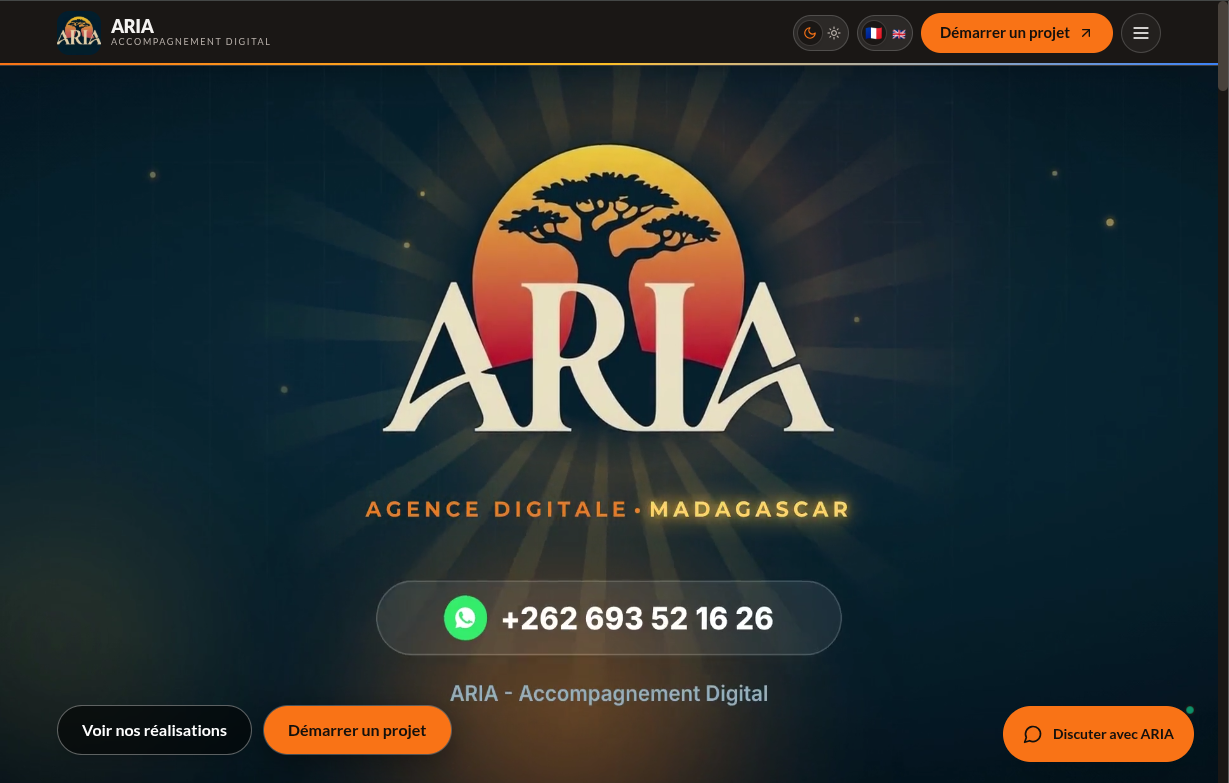 ARIA
ARIA
ACCOMPAGNEMENT DIGITAL
Démarrer un projet
ARIA
AGENCE DIGITALE • MADAGASCAR
+262 693 52 16 26
ARIA - Accompagnement Digital
Voir nos réalisations
Démarrer un projet
Discuter avec ARIA